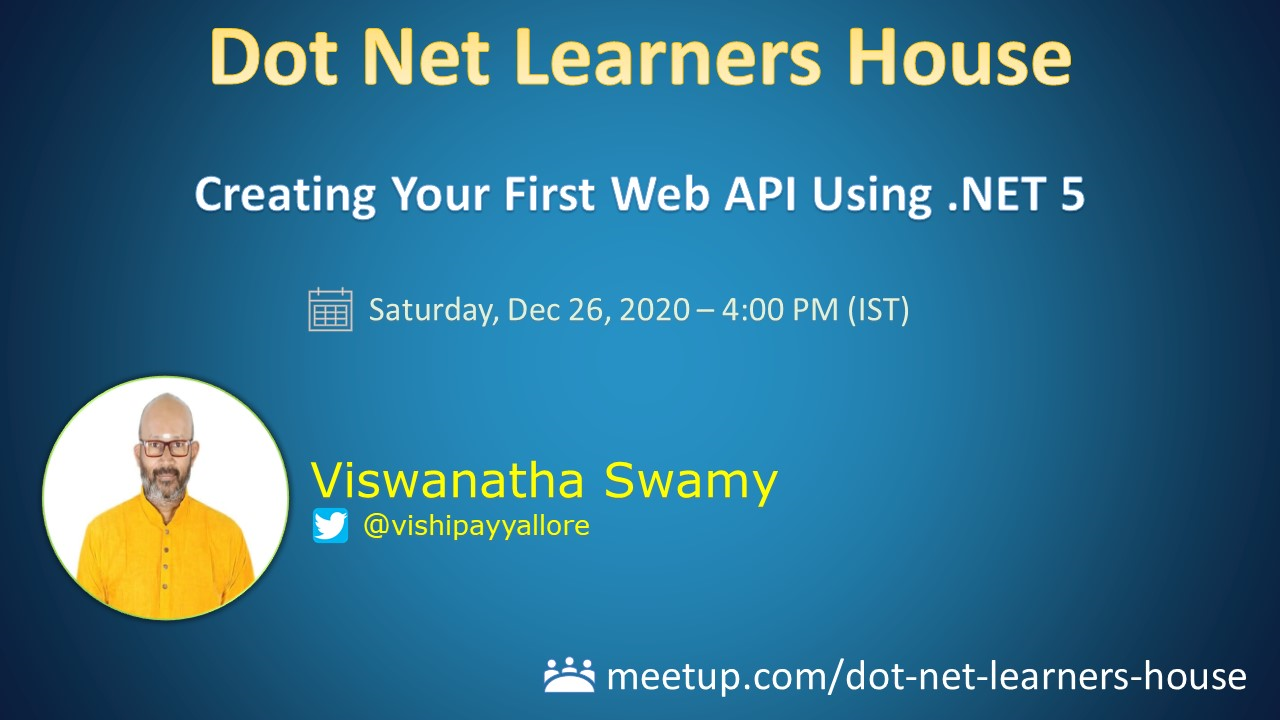 Dot Net Learners House
Creating Your First Web API Using .NET 5
Saturday, Dec 26, 2020 – 4:00 PM (IST)
Viswanatha Swamy
@vishipayyallore
meetup.com/dot-net-learners-house